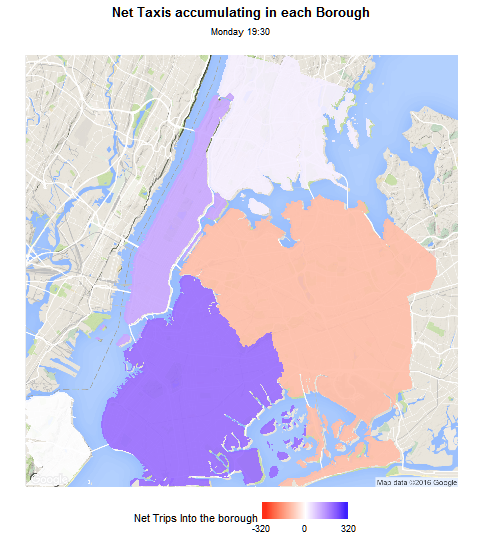 Net Taxis accumulating in each Borough
Monday 19:30
Map data ©2016 Google
Net Trips Into the borough
-320 0 320